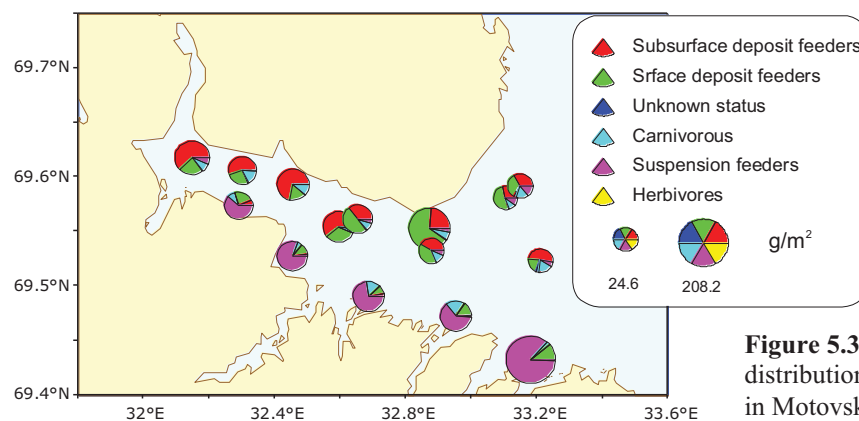 69.7°N
69.6°N
69.5°N
69.4°N
32°E
32.4°E
32.8°E
33.2°E
33.6°E
Subsurface deposit feeders
Srface deposit feeders
Unknown status
Carnivorous
Suspension feeders
Herbivores
g/m²
24.6
208.2
Figure 5.3
distribution
in Motovsk